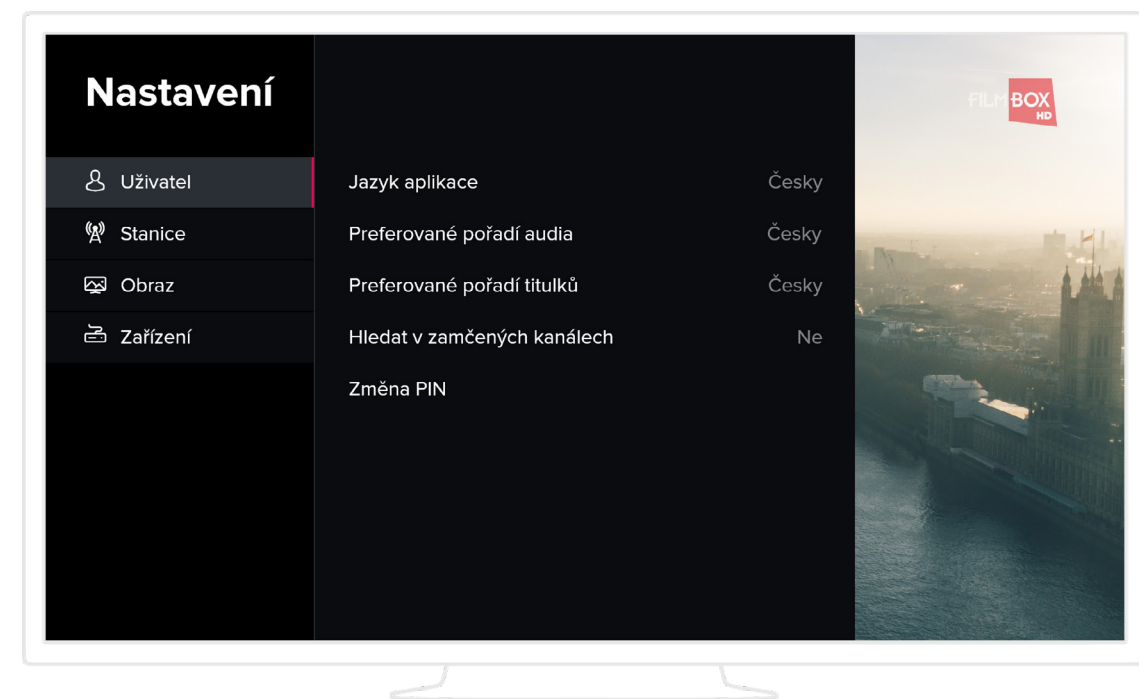 Nastavení
FILMBOX
HD
Uživatel
Stanice
Obraz
Zařízení
Jazyk aplikace Česky
Preferované pořadí audia Česky
Preferované pořadí titulků Česky
Hledat v zamčených kanálech Ne
Změna PIN